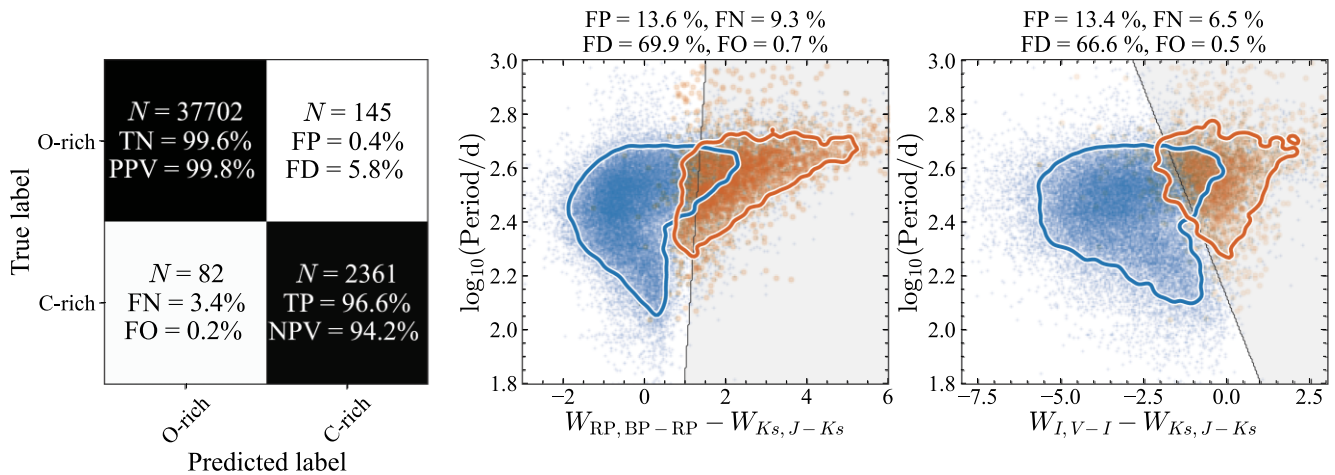 True label
O-rich
C-rich
N = 37702
TN = 99.6%
PPV = 99.8%
N = 145
FP = 0.4%
FD = 5.8%
N = 82
FN = 3.4%
FO = 0.2%
N = 2361
TP = 96.6%
NPV = 94.2%
O-rich
C-rich
Predicted label
FP = 13.6 %, FN = 9.3 %
FD = 69.9 %, FO = 0.7 %
log₁₀(Period/d)
3.0
2.8
2.6
2.4
2.2
2.0
1.8
−2 0 2 4 6
W_RP, BP − RP − W_Ks, J − Ks
FP = 13.4 %, FN = 6.5 %
FD = 66.6 %, FO = 0.5 %
log₁₀(Period/d)
3.0
2.8
2.6
2.4
2.2
2.0
1.8
−7.5 −5.0 −2.5 0.0 2.5
W_I, V − I − W_Ks, J − Ks